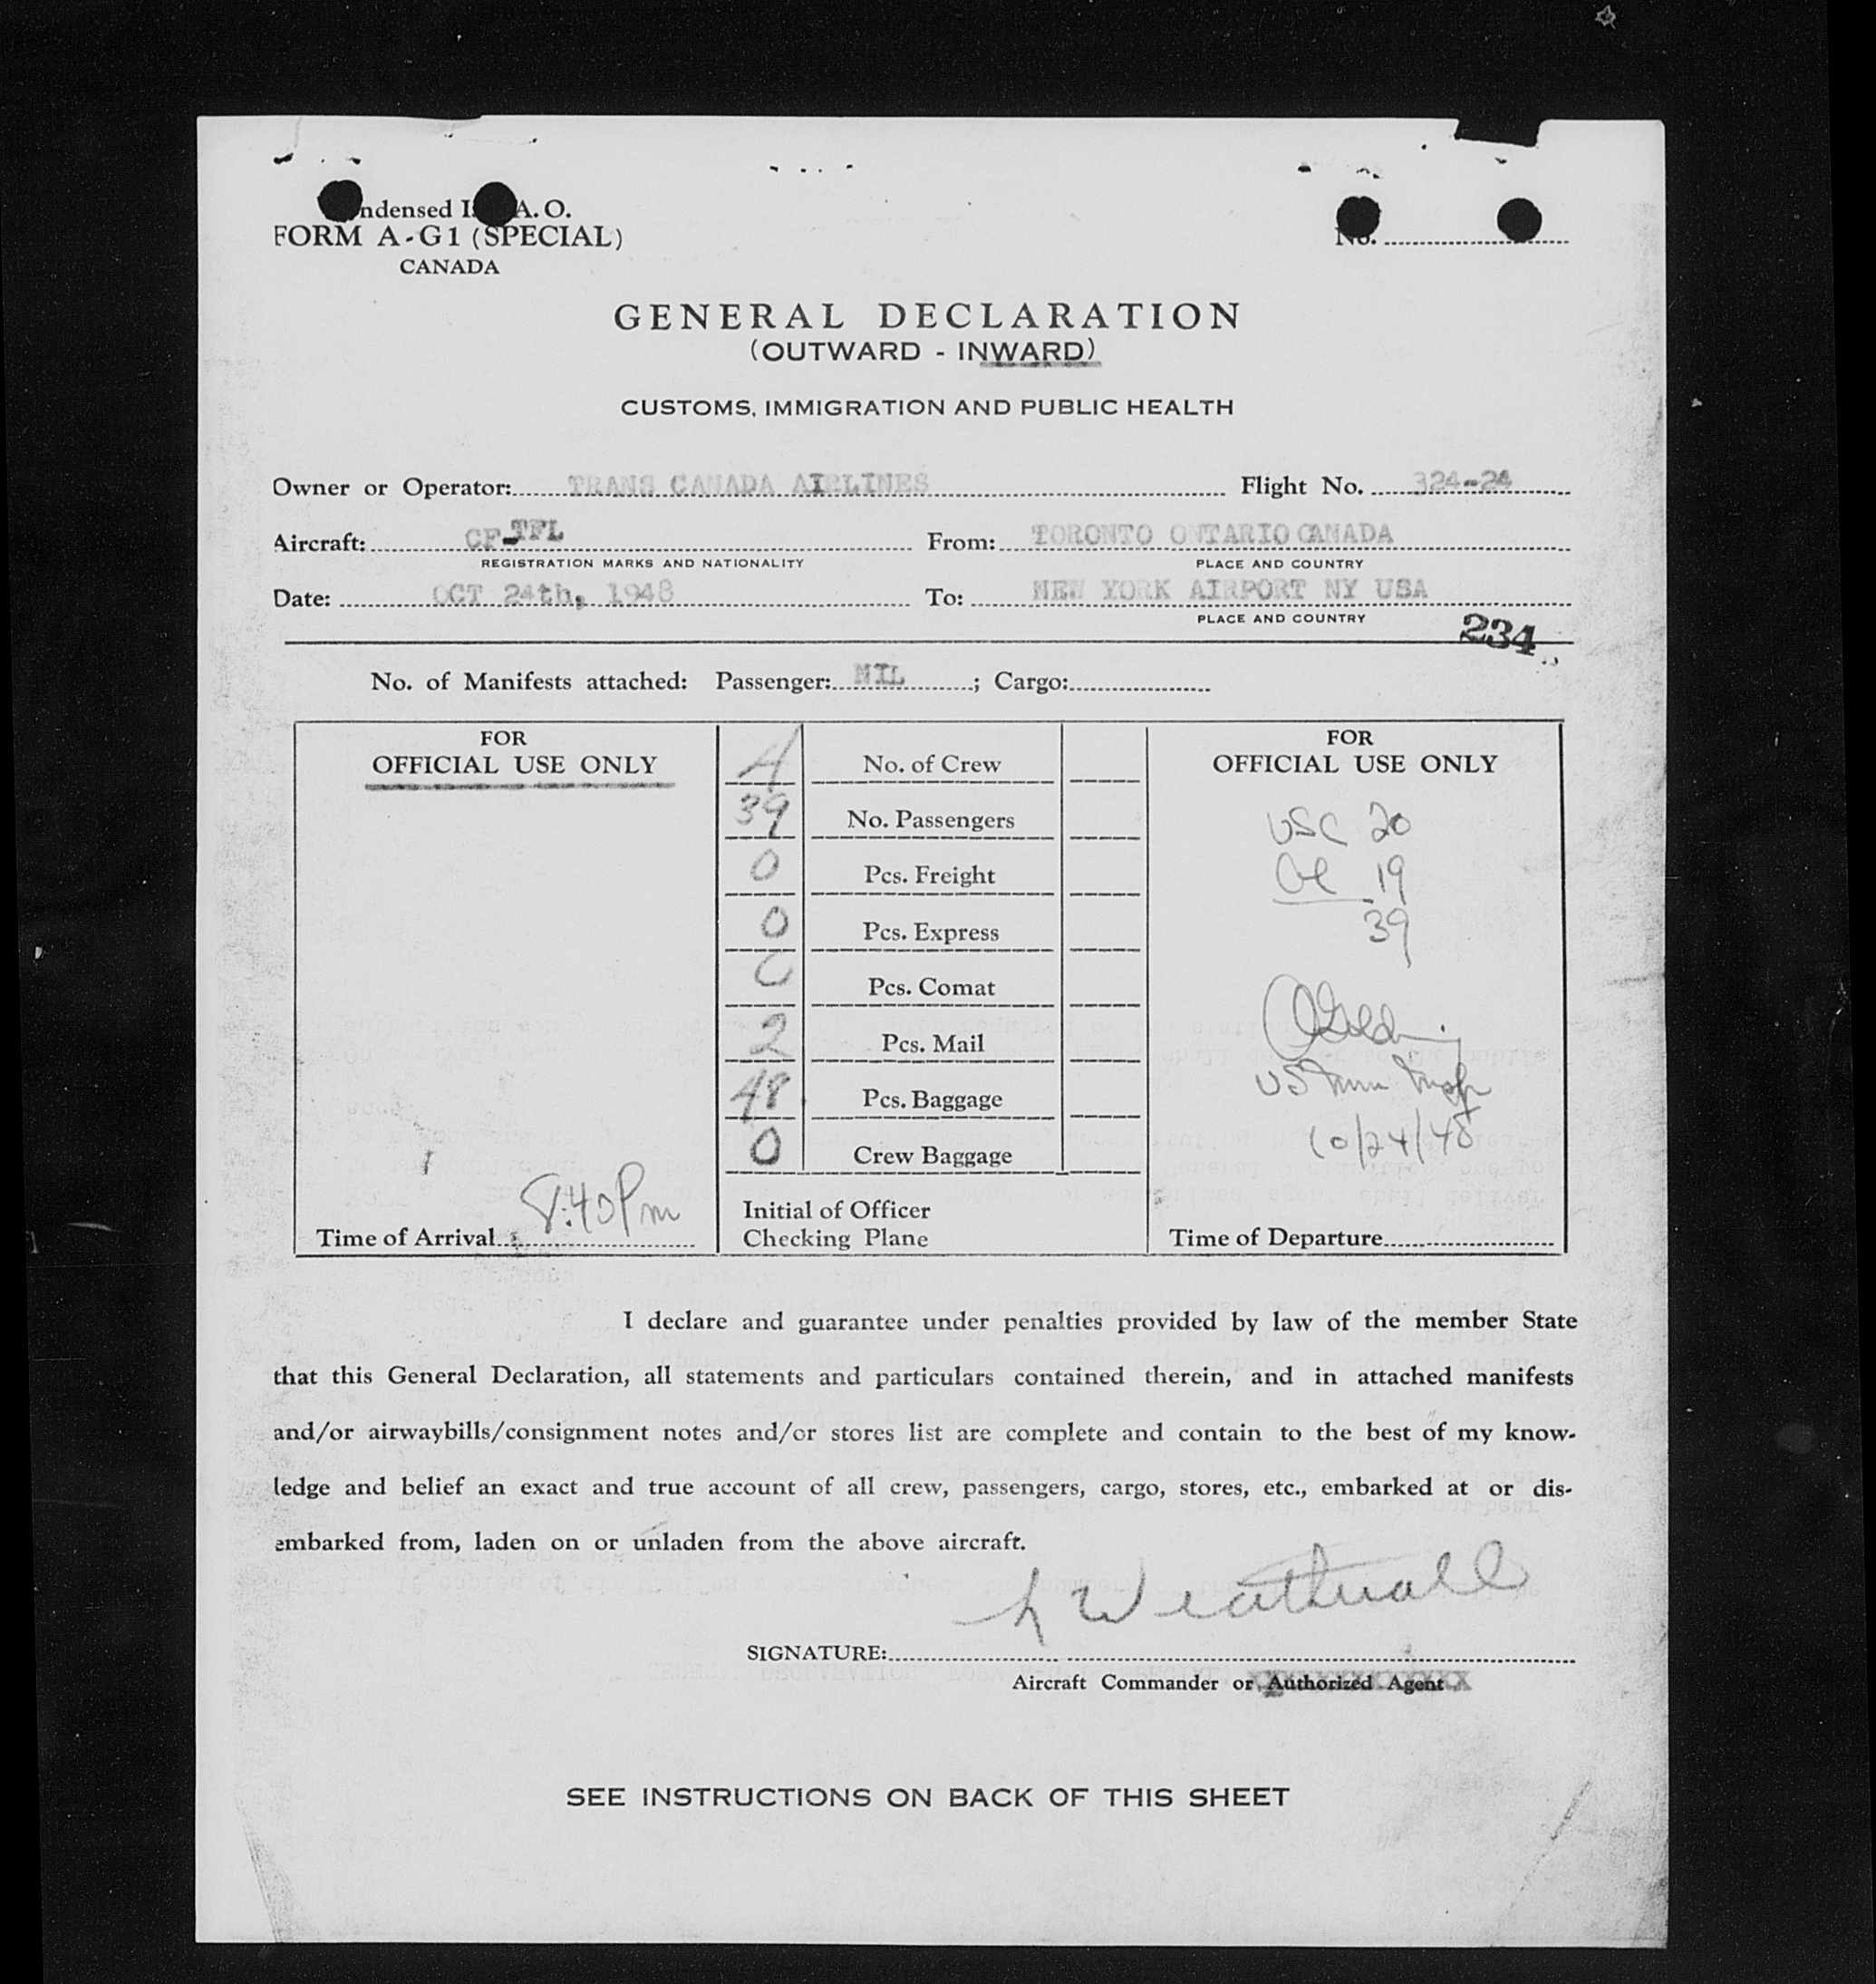 ndensed I. A. O.
FORM A-G1 (SPECIAL)
CANADA
No.
GENERAL DECLARATION
(OUTWARD - INWARD)
CUSTOMS, IMMIGRATION AND PUBLIC HEALTH
Owner or Operator: TRANS CANADA AIRLINES Flight No. 324-24
Aircraft: CF-TFL From: TORONTO ONTARIO CANADA
REGISTRATION MARKS AND NATIONALITY PLACE AND COUNTRY
Date: OCT 24th, 1948 To: NEW YORK AIRPORT NY USA
PLACE AND COUNTRY
234
No. of Manifests attached: Passenger: NIL ; Cargo:
FOR
OFFICIAL USE ONLY
Time of Arrival 8:40 Pm
4 No. of Crew
39 No. Passengers
0 Pcs. Freight
0 Pcs. Express
0 Pcs. Comat
2 Pcs. Mail
48 Pcs. Baggage
0 Crew Baggage
Initial of Officer
Checking Plane
FOR
OFFICIAL USE ONLY
USC 20
19
39
US Imm Insp
10/24/48
Time of Departure
I declare and guarantee under penalties provided by law of the member State
that this General Declaration, all statements and particulars contained therein, and in attached manifests
and/or airwaybills/consignment notes and/or stores list are complete and contain to the best of my know-
ledge and belief an exact and true account of all crew, passengers, cargo, stores, etc., embarked at or dis-
embarked from, laden on or unladen from the above aircraft.
SIGNATURE:
Aircraft Commander or Authorized Agent
SEE INSTRUCTIONS ON BACK OF THIS SHEET